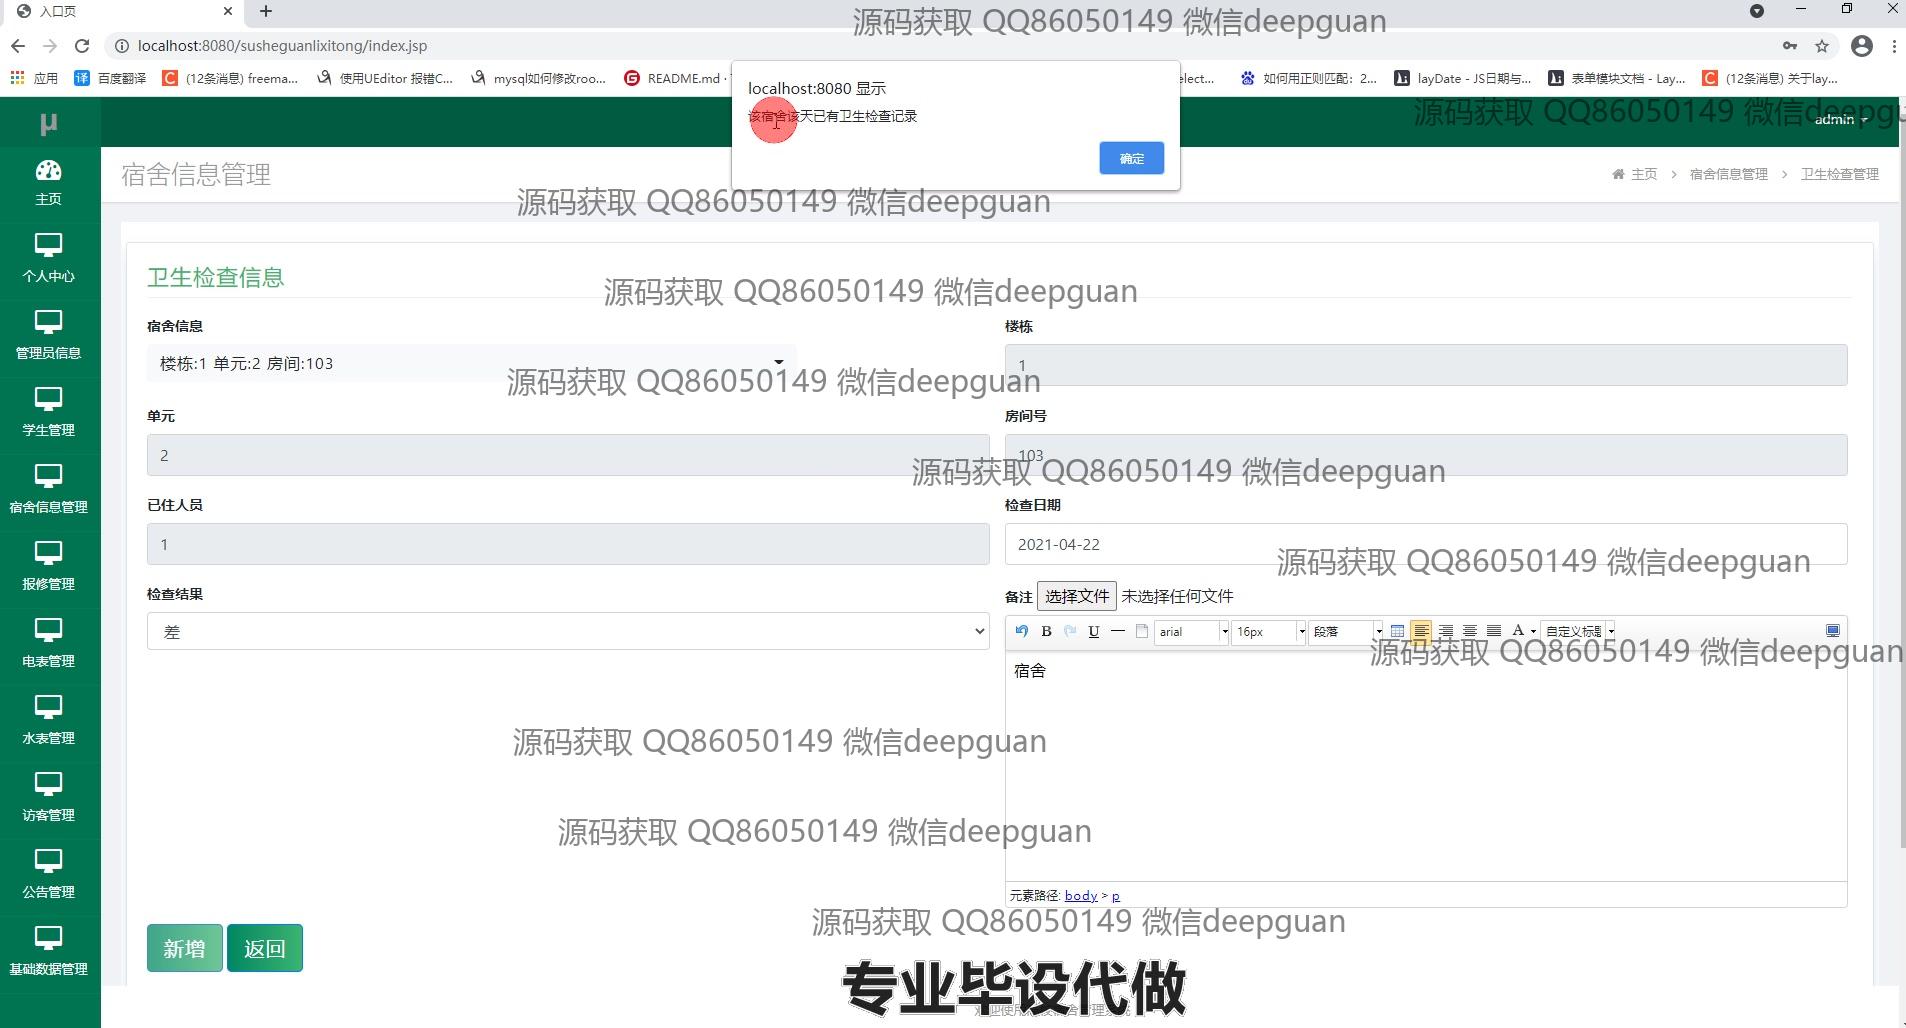 入口页
源码获取 QQ86050149 微信deepguan
localhost:8080/susheguanlixitong/index.jsp
应用
百度翻译
(12条消息) freema...
使用UEditor 报错C...
mysql如何修改roo...
README.md ·
elect...
如何用正则匹配：2...
layDate - JS日期与...
表单模块文档 - Lay...
(12条消息) 关于lay...
localhost:8080 显示
该宿舍该天已有卫生检查记录
确定
源码获取 QQ86050149 微信deepgu
admin
μ
主页
个人中心
管理员信息
学生管理
宿舍信息管理
报修管理
电表管理
水表管理
访客管理
公告管理
基础数据管理
宿舍信息管理
主页 > 宿舍信息管理 > 卫生检查管理
源码获取 QQ86050149 微信deepguan
卫生检查信息
源码获取 QQ86050149 微信deepguan
宿舍信息
楼栋:1 单元:2 房间:103
楼栋
1
源码获取 QQ86050149 微信deepguan
单元
2
房间号
103
源码获取 QQ86050149 微信deepguan
已住人员
1
检查日期
2021-04-22
源码获取 QQ86050149 微信deepguan
检查结果
差
备注 选择文件 未选择任何文件
B U arial 16px 段落 A 自定义标题
源码获取 QQ86050149 微信deepguan
宿舍
源码获取 QQ86050149 微信deepguan
源码获取 QQ86050149 微信deepguan
元素路径: body > p
源码获取 QQ86050149 微信deepguan
新增
返回
专业毕设代做